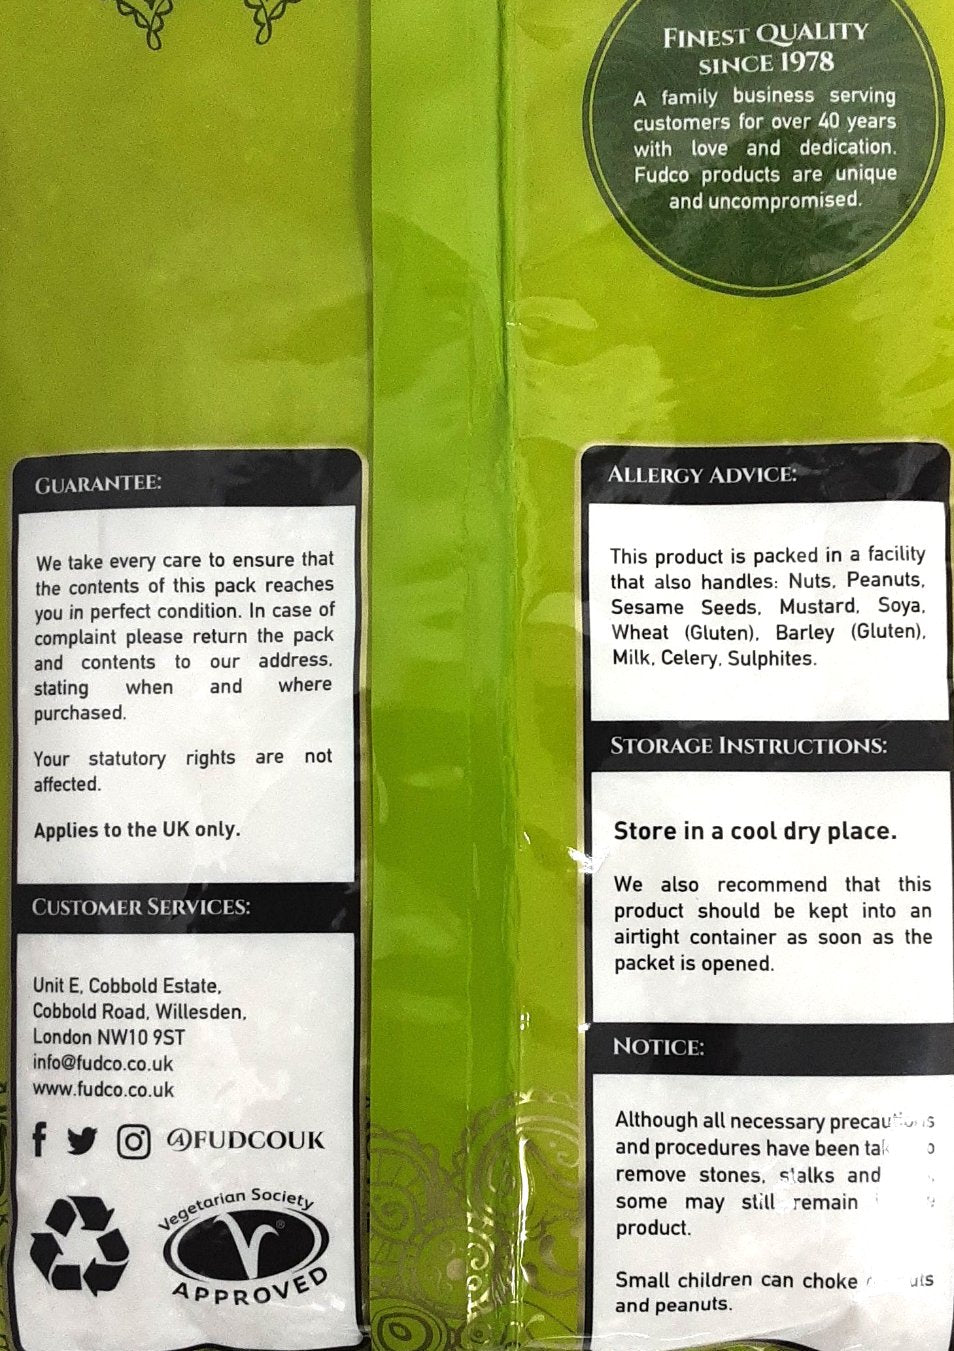 FINEST QUALITY
SINCE 1978
A family business serving
customers for over 40 years
with love and dedication.
Fudco products are unique
and uncompromised.
GUARANTEE:
We take every care to ensure that
the contents of this pack reaches
you in perfect condition. In case of
complaint please return the pack
and contents to our address,
stating when and where
purchased.
Your statutory rights are not
affected.
Applies to the UK only.
CUSTOMER SERVICES:
Unit E, Cobbold Estate,
Cobbold Road, Willesden,
London NW10 9ST
info@fudco.co.uk
www.fudco.co.uk
@FUDCOUK
Vegetarian Society
APPROVED
ALLERGY ADVICE:
This product is packed in a facility
that also handles: Nuts, Peanuts,
Sesame Seeds, Mustard, Soya,
Wheat (Gluten), Barley (Gluten),
Milk, Celery, Sulphites.
STORAGE INSTRUCTIONS:
Store in a cool dry place.
We also recommend that this
product should be kept into an
airtight container as soon as the
packet is opened.
NOTICE:
Although all necessary precautions
and procedures have been
remove stones, stalks and
some may still remain
product.
Small children can choke
and peanuts.